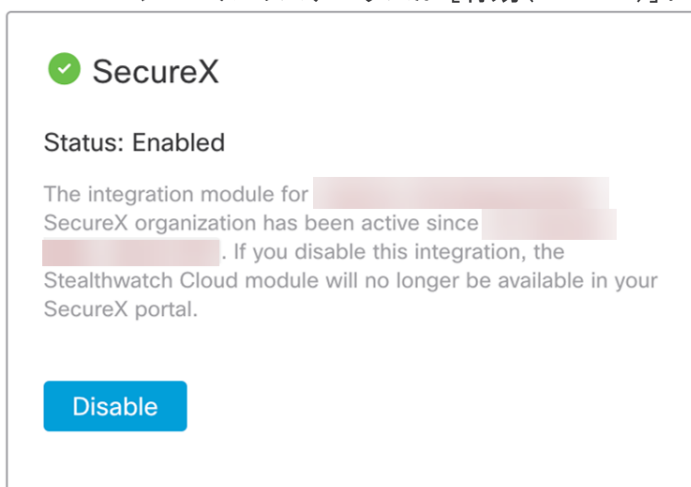 SecureX
Status: Enabled
The integration module for
SecureX organization has been active since
. If you disable this integration, the
Stealthwatch Cloud module will no longer be available in your
SecureX portal.
Disable